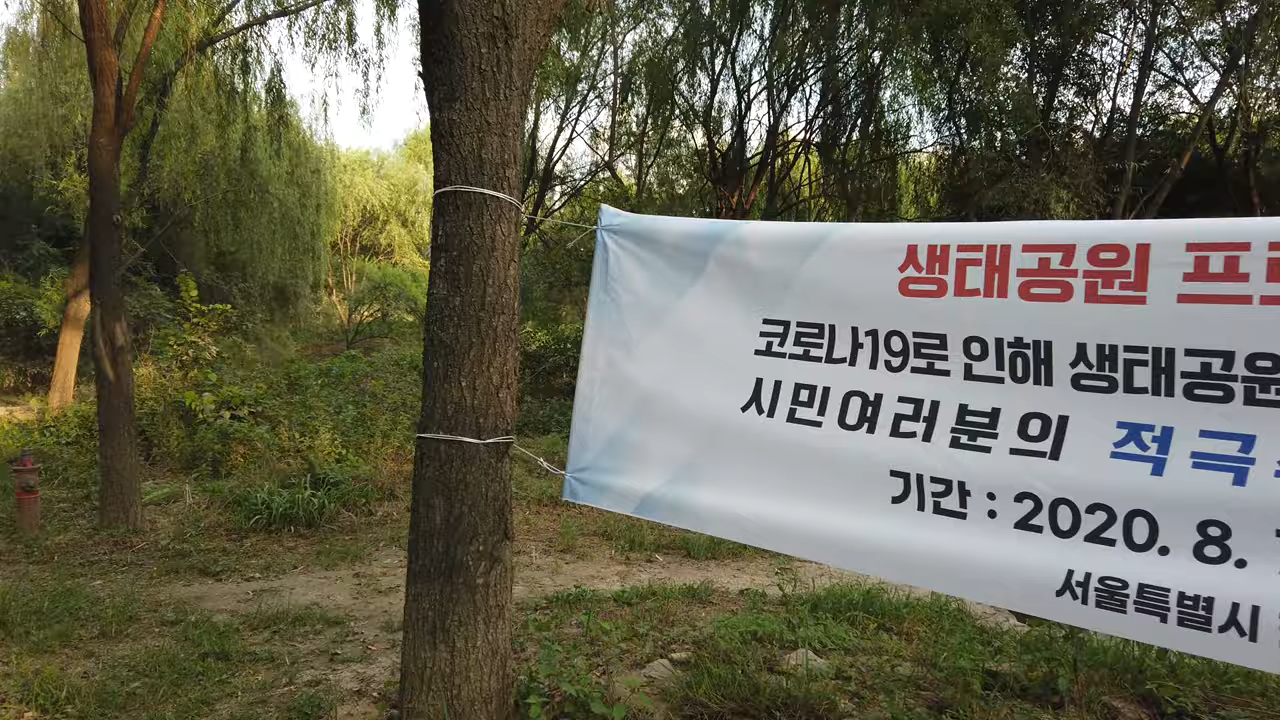 생태공원
코로나19로 인해 생태공원
시민여러분의 적극
기간 : 2020. 8.
서울특별시